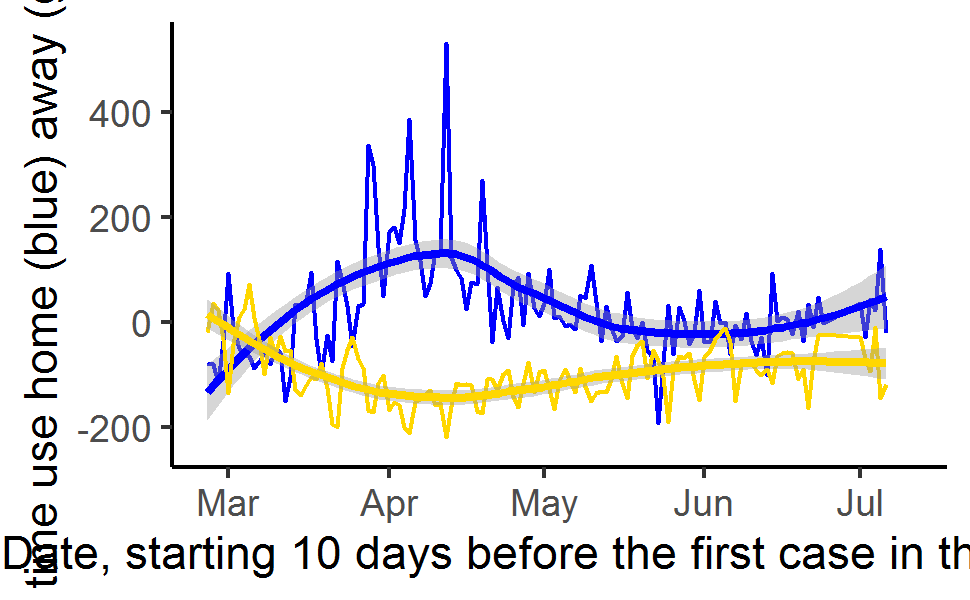 time use home (blue) away (
400
200
0
-200
Mar Apr May Jun Jul
Date, starting 10 days before the first case in th